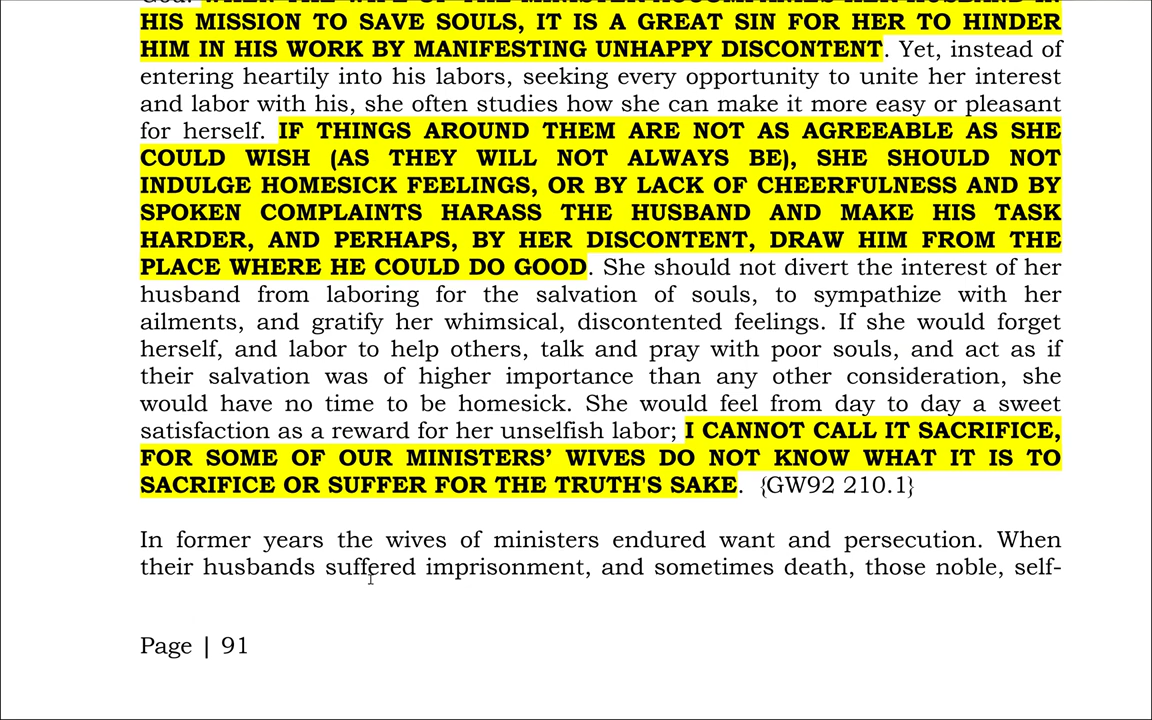 God. WHEN THE WIFE OF THE MINISTER ACCOMPANIES HER HUSBAND IN
HIS MISSION TO SAVE SOULS, IT IS A GREAT SIN FOR HER TO HINDER
HIM IN HIS WORK BY MANIFESTING UNHAPPY DISCONTENT. Yet, instead of
entering heartily into his labors, seeking every opportunity to unite her interest
and labor with his, she often studies how she can make it more easy or pleasant
for herself. IF THINGS AROUND THEM ARE NOT AS AGREEABLE AS SHE
COULD WISH (AS THEY WILL NOT ALWAYS BE), SHE SHOULD NOT
INDULGE HOMESICK FEELINGS, OR BY LACK OF CHEERFULNESS AND BY
SPOKEN COMPLAINTS HARASS THE HUSBAND AND MAKE HIS TASK
HARDER, AND PERHAPS, BY HER DISCONTENT, DRAW HIM FROM THE
PLACE WHERE HE COULD DO GOOD. She should not divert the interest of her
husband from laboring for the salvation of souls, to sympathize with her
ailments, and gratify her whimsical, discontented feelings. If she would forget
herself, and labor to help others, talk and pray with poor souls, and act as if
their salvation was of higher importance than any other consideration, she
would have no time to be homesick. She would feel from day to day a sweet
satisfaction as a reward for her unselfish labor; I CANNOT CALL IT SACRIFICE,
FOR SOME OF OUR MINISTERS’ WIVES DO NOT KNOW WHAT IT IS TO
SACRIFICE OR SUFFER FOR THE TRUTH'S SAKE. {GW92 210.1}
In former years the wives of ministers endured want and persecution. When
their husbands suffered imprisonment, and sometimes death, those noble, self-
Page | 91